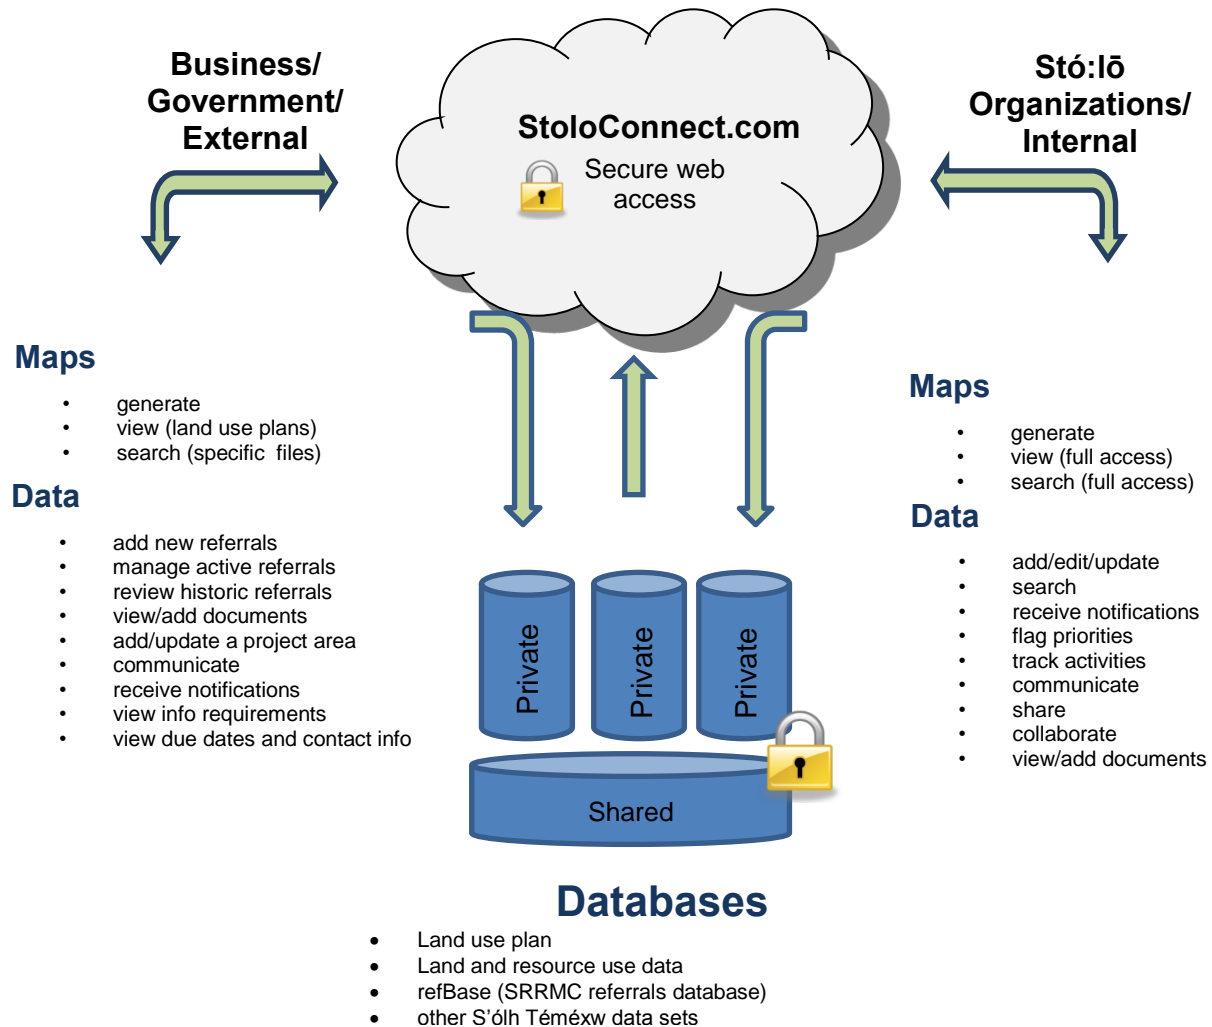 Business/
Government/
External
StoloConnect.com
Secure web
access
Stó:lō
Organizations/
Internal
Maps
• generate
• view (land use plans)
• search (specific files)
Data
• add new referrals
• manage active referrals
• review historic referrals
• view/add documents
• add/update a project area
• communicate
• receive notifications
• view info requirements
• view due dates and contact info
Maps
• generate
• view (full access)
• search (full access)
Data
• add/edit/update
• search
• receive notifications
• flag priorities
• track activities
• communicate
• share
• collaborate
• view/add documents
Private
Private
Private
Shared
Databases
• Land use plan
• Land and resource use data
• refBase (SRRMC referrals database)
• other S'ólh Téméxw data sets